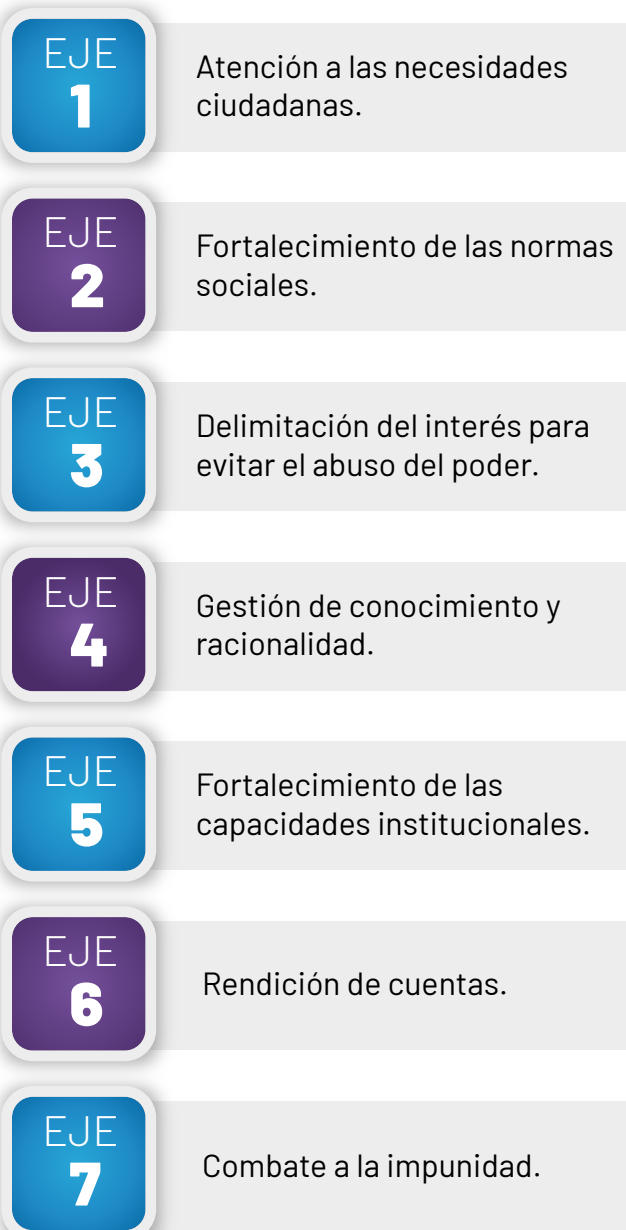 EJE
1
Atención a las necesidades
ciudadanas.
EJE
2
Fortalecimiento de las normas
sociales.
EJE
3
Delimitación del interés para
evitar el abuso del poder.
EJE
4
Gestión de conocimiento y
racionalidad.
EJE
5
Fortalecimiento de las
capacidades institucionales.
EJE
6
Rendición de cuentas.
EJE
7
Combate a la impunidad.